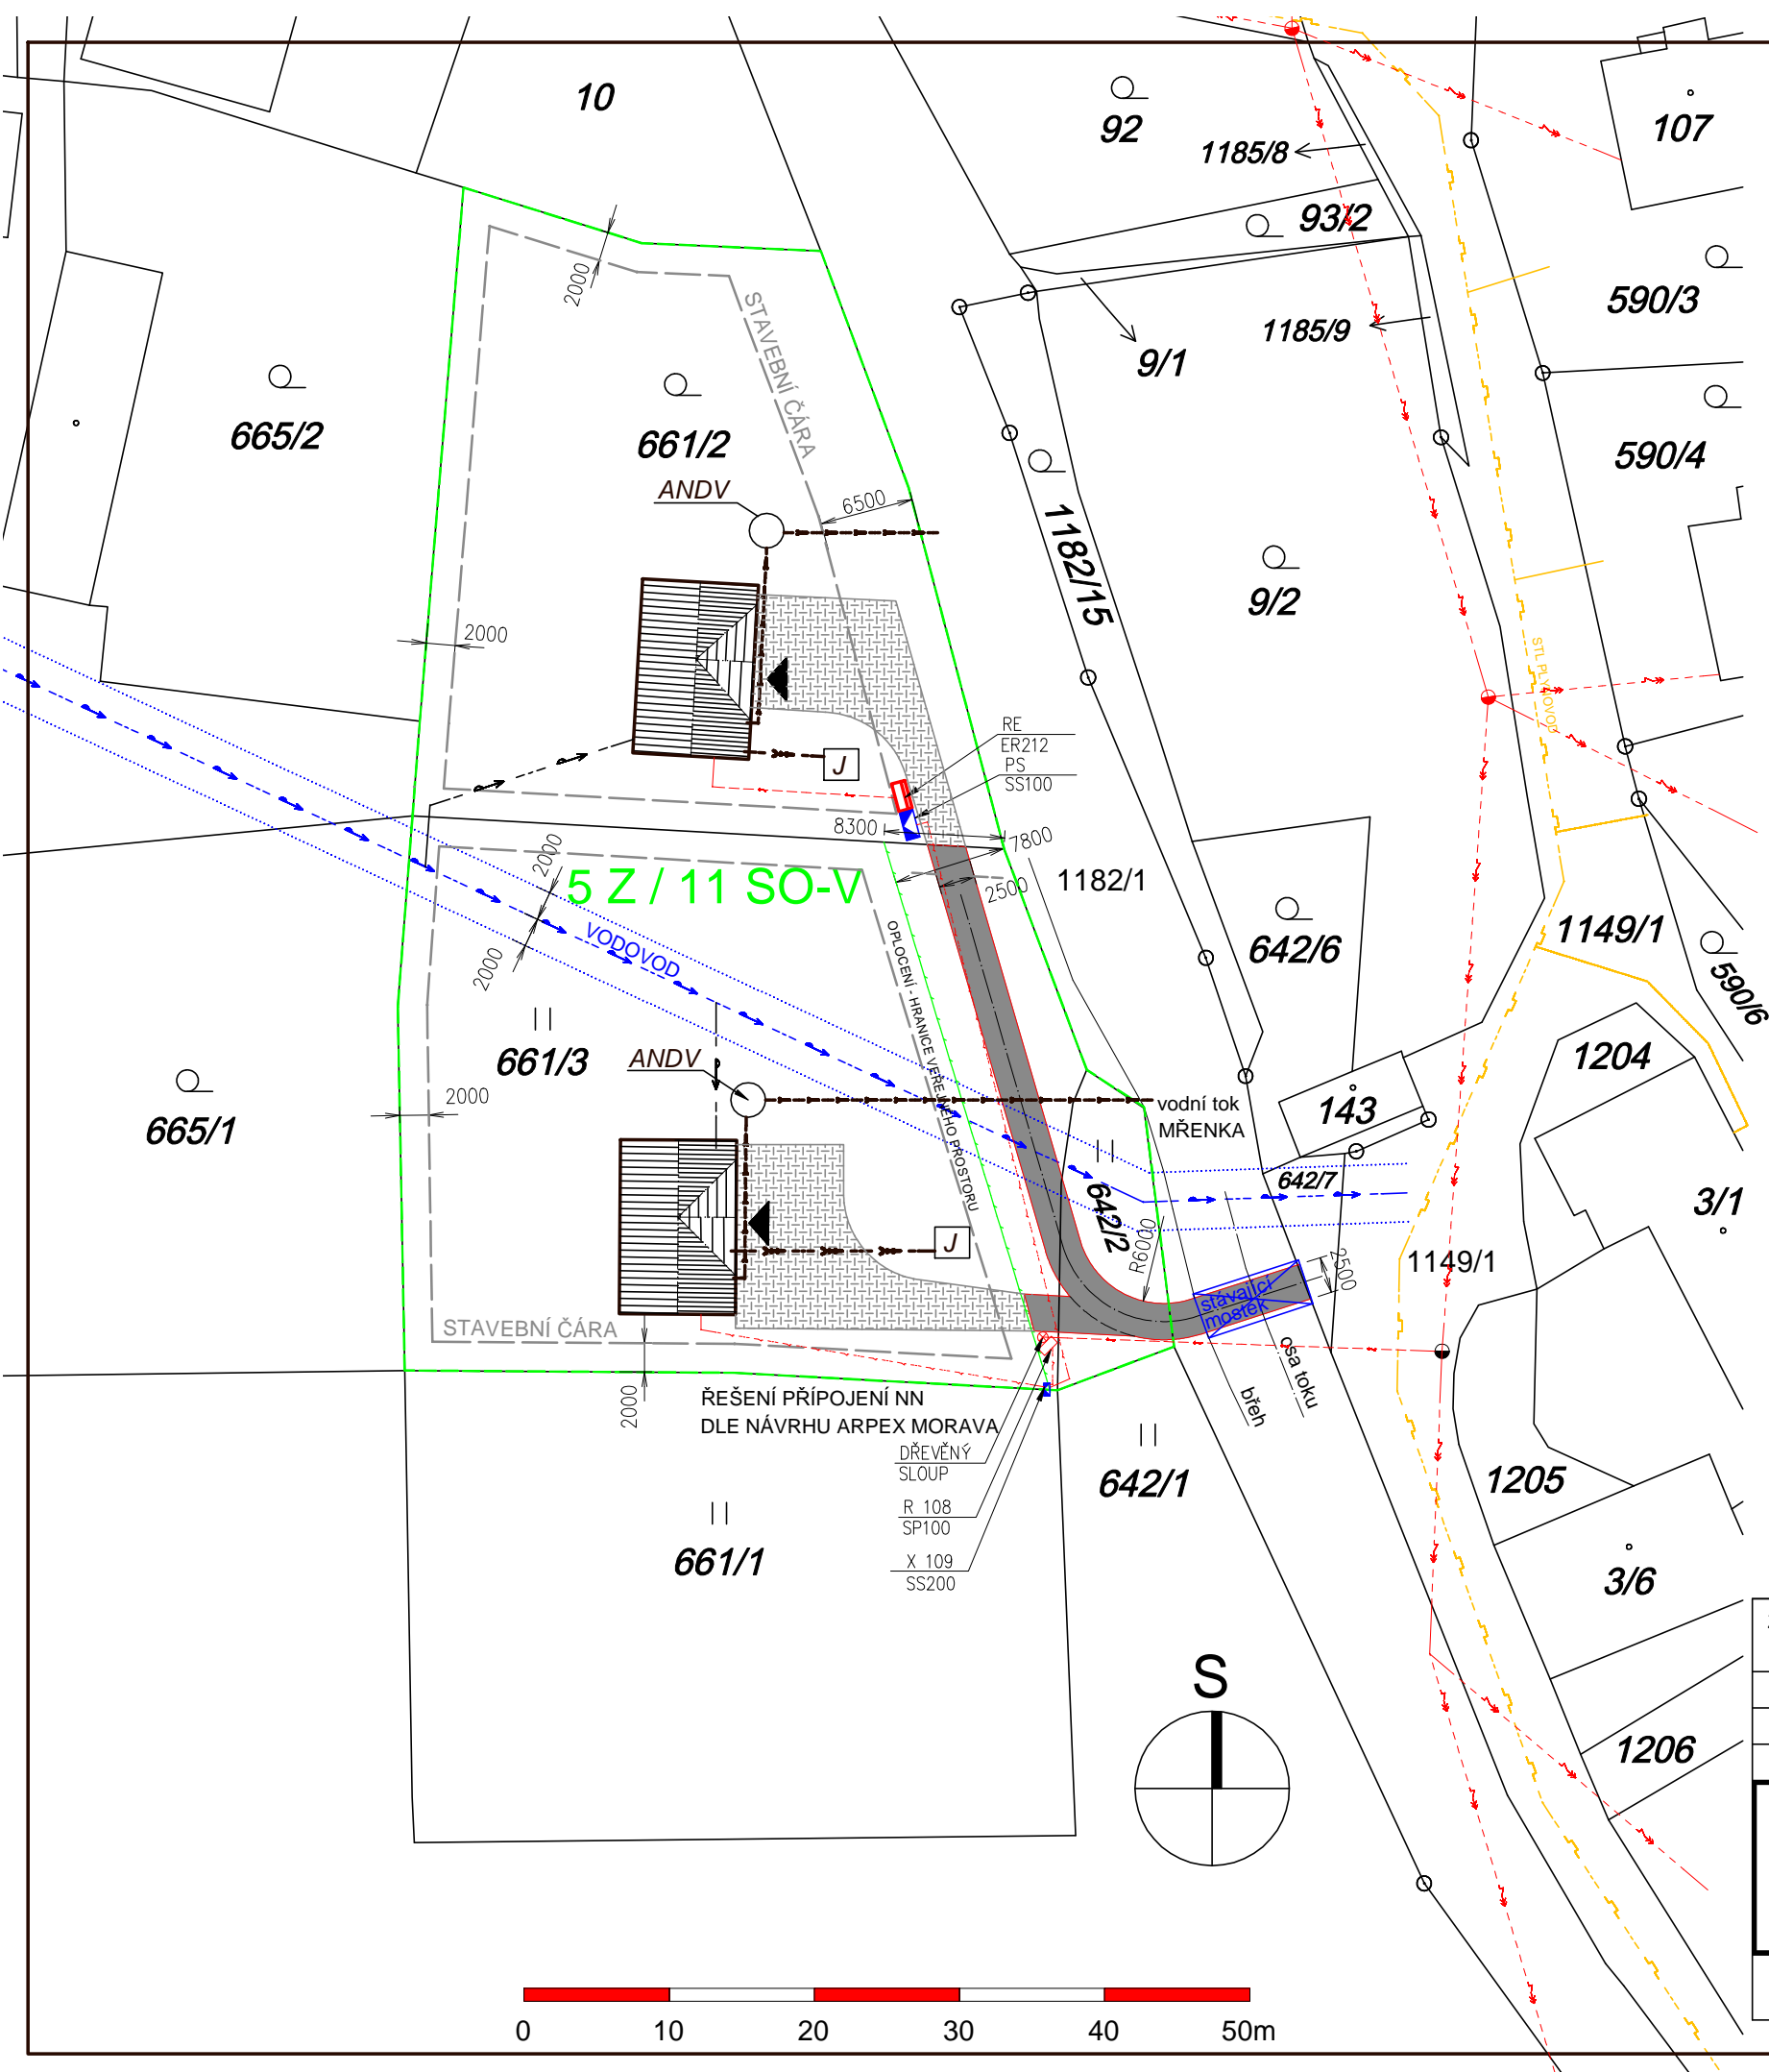 10
92
1185/8
107
93/2
590/3
2000
STAVEBNÍ ČÁRA
1185/9
9/1
665/2
661/2
590/4
ANDV
6500
1182/15
9/2
2000
STL PLYNOVOD
RE
ER212
PS
SS100
J
8300
7800
2000
5 Z / 11 SO-V
2500
1182/1
OPLOCENÍ - HRANICE VEŘEJNÉHO PROSTORU
VODOVOD
2000
642/6
1149/1
590/6
661/3
ANDV
1204
665/1
2000
vodní tok
MŘENKA
143
642/7
642/2
3/1
R6000
J
1149/1
2500
stávající
mostek
STAVEBNÍ ČÁRA
osa toku
břeh
2000
ŘEŠENÍ PŘÍPOJENÍ NN
DLE NÁVRHU ARPEX MORAVA
DŘEVĚNÝ
SLOUP
642/1
1205
R 108
SP100
661/1
X 109
SS200
3/6
S
1206
0 10 20 30 40 50m